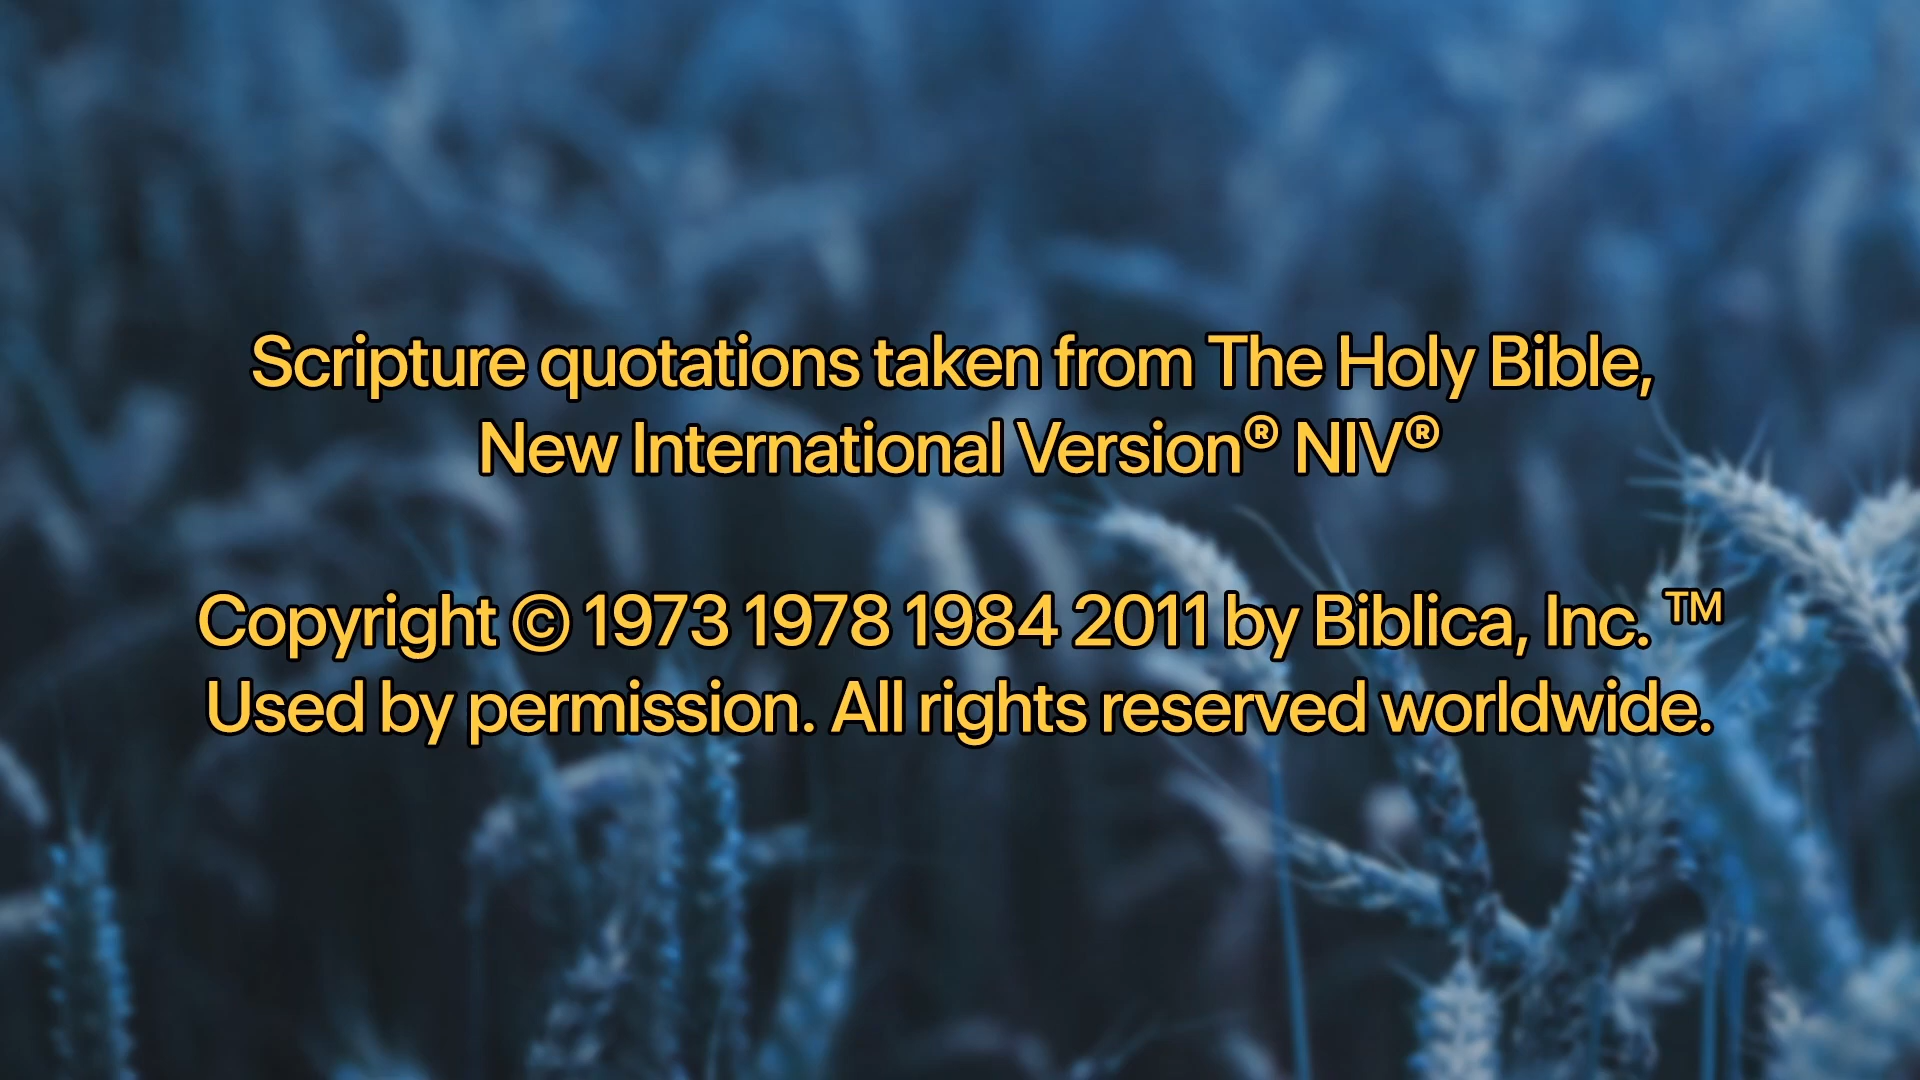 Scripture quotations taken from The Holy Bible,
New International Version® NIV®
Copyright © 1973 1978 1984 2011 by Biblica, Inc. ™
Used by permission. All rights reserved worldwide.